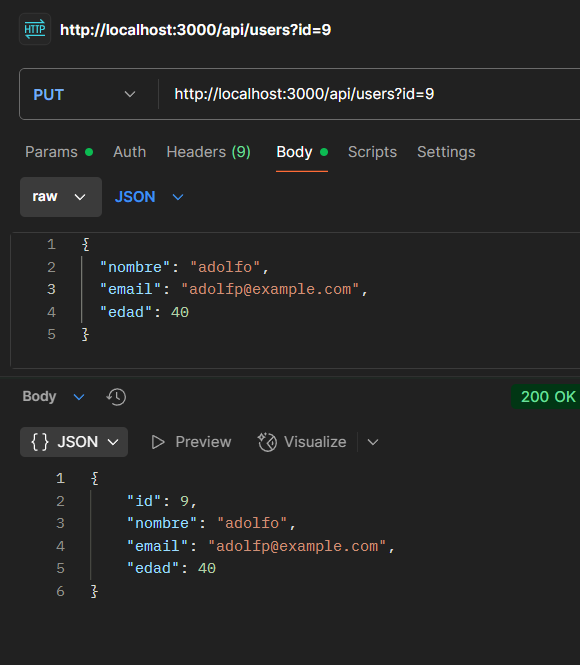 HTTP http://localhost:3000/api/users?id=9
PUT http://localhost:3000/api/users?id=9
Params Auth Headers (9) Body Scripts Settings
raw JSON
1 {
2 "nombre": "adolfo",
3 "email": "adolfp@example.com",
4 "edad": 40
5 }
Body 200 OK
{} JSON Preview Visualize
1 {
2 "id": 9,
3 "nombre": "adolfo",
4 "email": "adolfp@example.com",
5 "edad": 40
6 }